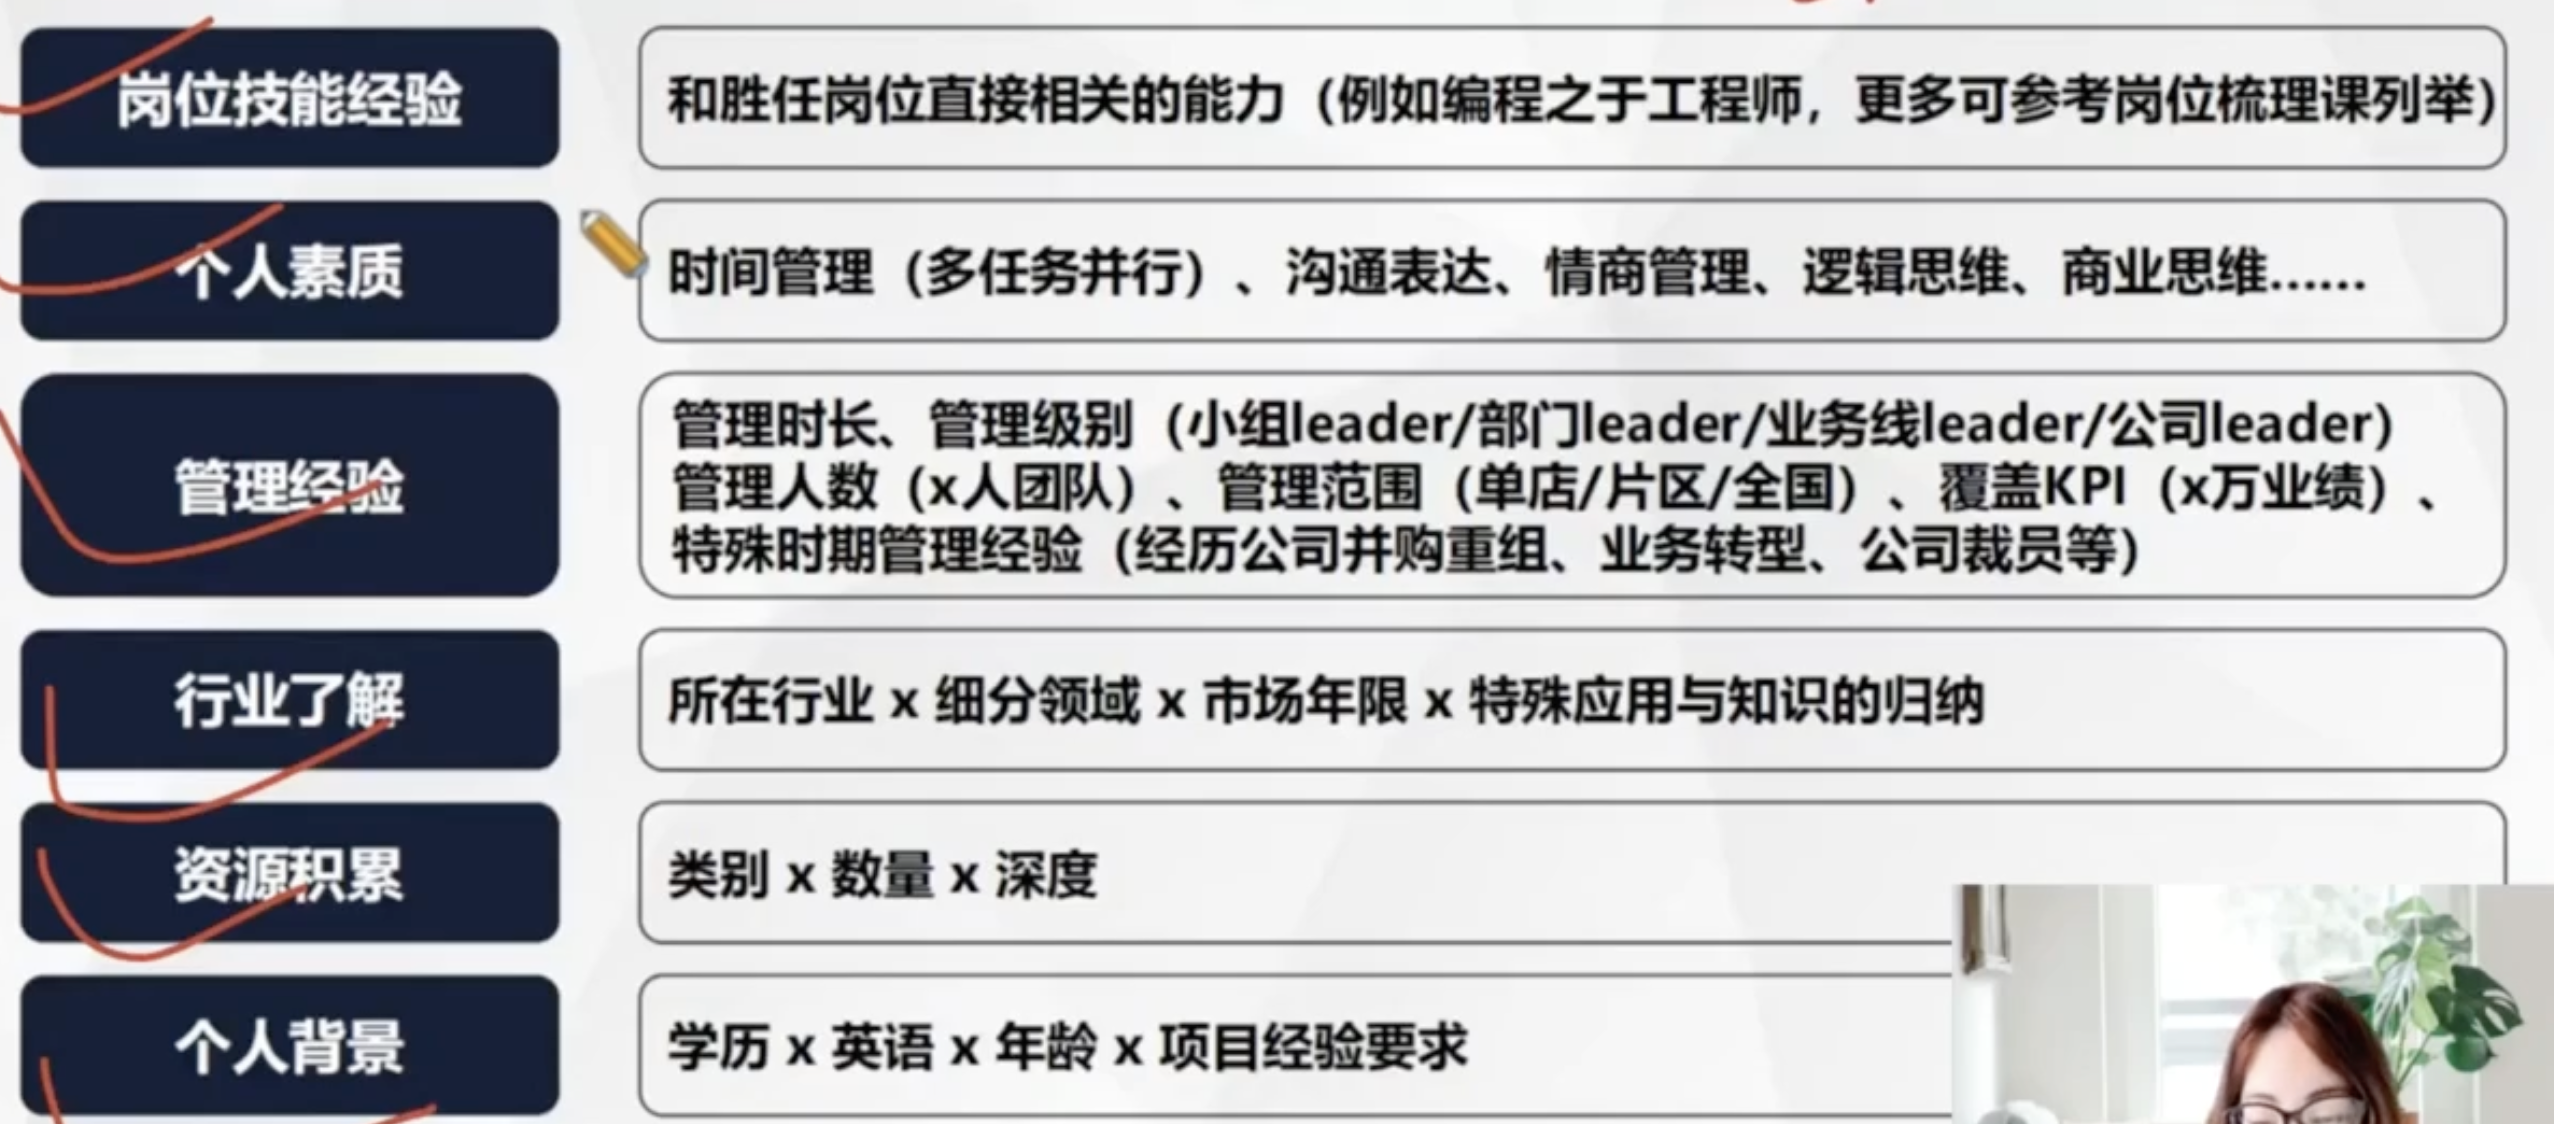 岗位技能经验
和胜任岗位直接相关的能力（例如编程之于工程师，更多可参考岗位梳理课列举）
个人素质
时间管理（多任务并行）、沟通表达、情商管理、逻辑思维、商业思维......
管理经验
管理时长、管理级别（小组leader/部门leader/业务线leader/公司leader）
管理人数（x人团队）、管理范围（单店/片区/全国）、覆盖KPI（x万业绩）、
特殊时期管理经验（经历公司并购重组、业务转型、公司裁员等）
行业了解
所在行业 x 细分领域 x 市场年限 x 特殊应用与知识的归纳
资源积累
类别 x 数量 x 深度
个人背景
学历 x 英语 x 年龄 x 项目经验要求